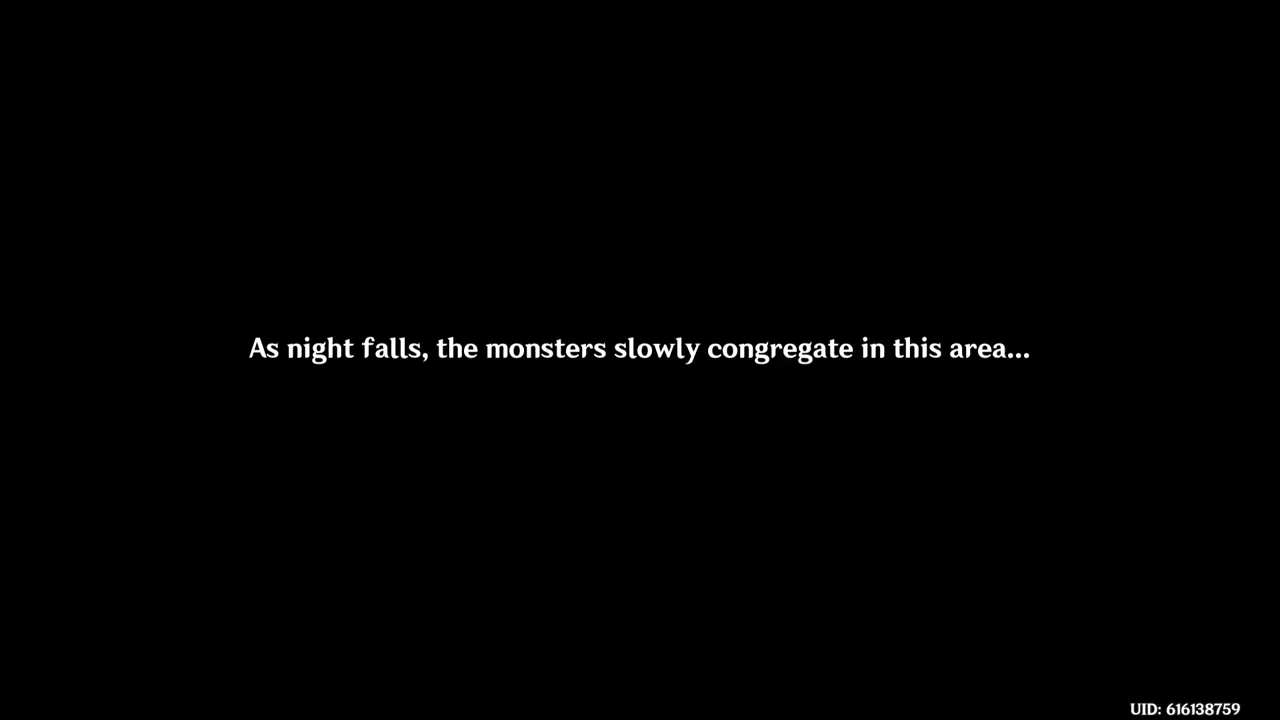 As night falls, the monsters slowly congregate in this area...
UID: 616138759